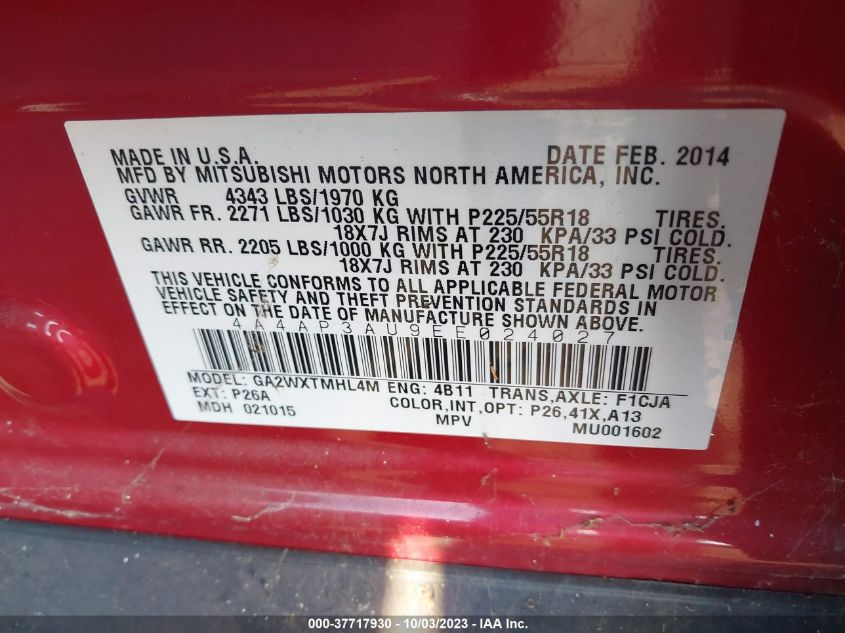 MADE IN U.S.A. DATE FEB. 2014
MFD BY MITSUBISHI MOTORS NORTH AMERICA, INC.
GVWR 4343 LBS/1970 KG
GAWR FR. 2271 LBS/1030 KG WITH P225/55R18 TIRES.
18X7J RIMS AT 230 KPA/33 PSI COLD.
GAWR RR. 2205 LBS/1000 KG WITH P225/55R18 TIRES.
18X7J RIMS AT 230 KPA/33 PSI COLD.
THIS VEHICLE CONFORMS TO ALL APPLICABLE FEDERAL MOTOR
VEHICLE SAFETY AND THEFT PREVENTION STANDARDS IN
EFFECT ON THE DATE OF MANUFACTURE SHOWN ABOVE.
4A4AP3AU9EE024027
MODEL: GA2WXTMHL4M ENG: 4B11 TRANS,AXLE: F1CJA
EXT: P26A COLOR,INT,OPT: P26,41X,A13
MDH 021015 MPV MU001602
000-37717930 - 10/03/2023 - IAA Inc.